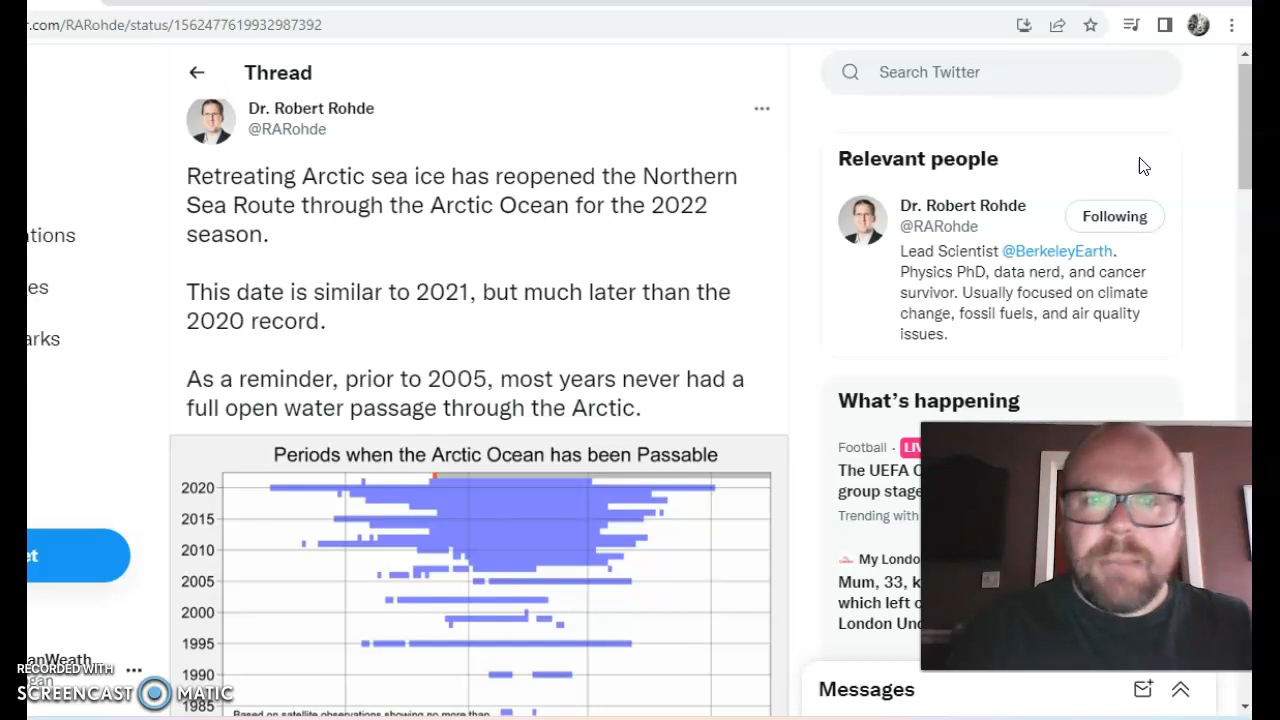 r.com/RARohde/status/1562477619932987392
Thread
Search Twitter
Dr. Robert Rohde
@RARohde
Retreating Arctic sea ice has reopened the Northern
Sea Route through the Arctic Ocean for the 2022
season.
This date is similar to 2021, but much later than the
2020 record.
As a reminder, prior to 2005, most years never had a
full open water passage through the Arctic.
Periods when the Arctic Ocean has been Passable
2020
2015
2010
2005
2000
1995
1990
1985
Based on satellite observations showing no more than
Relevant people
Dr. Robert Rohde
@RARohde
Following
Lead Scientist @BerkeleyEarth.
Physics PhD, data nerd, and cancer
survivor. Usually focused on climate
change, fossil fuels, and air quality
issues.
What's happening
Football · LIV
The UEFA C
group stage
Trending with
My Londo
Mum, 33, k
which left o
London Und
Messages
ations
es
arks
et
anWeath
gan
RECORDED WITH
SCREENCAST MATIC